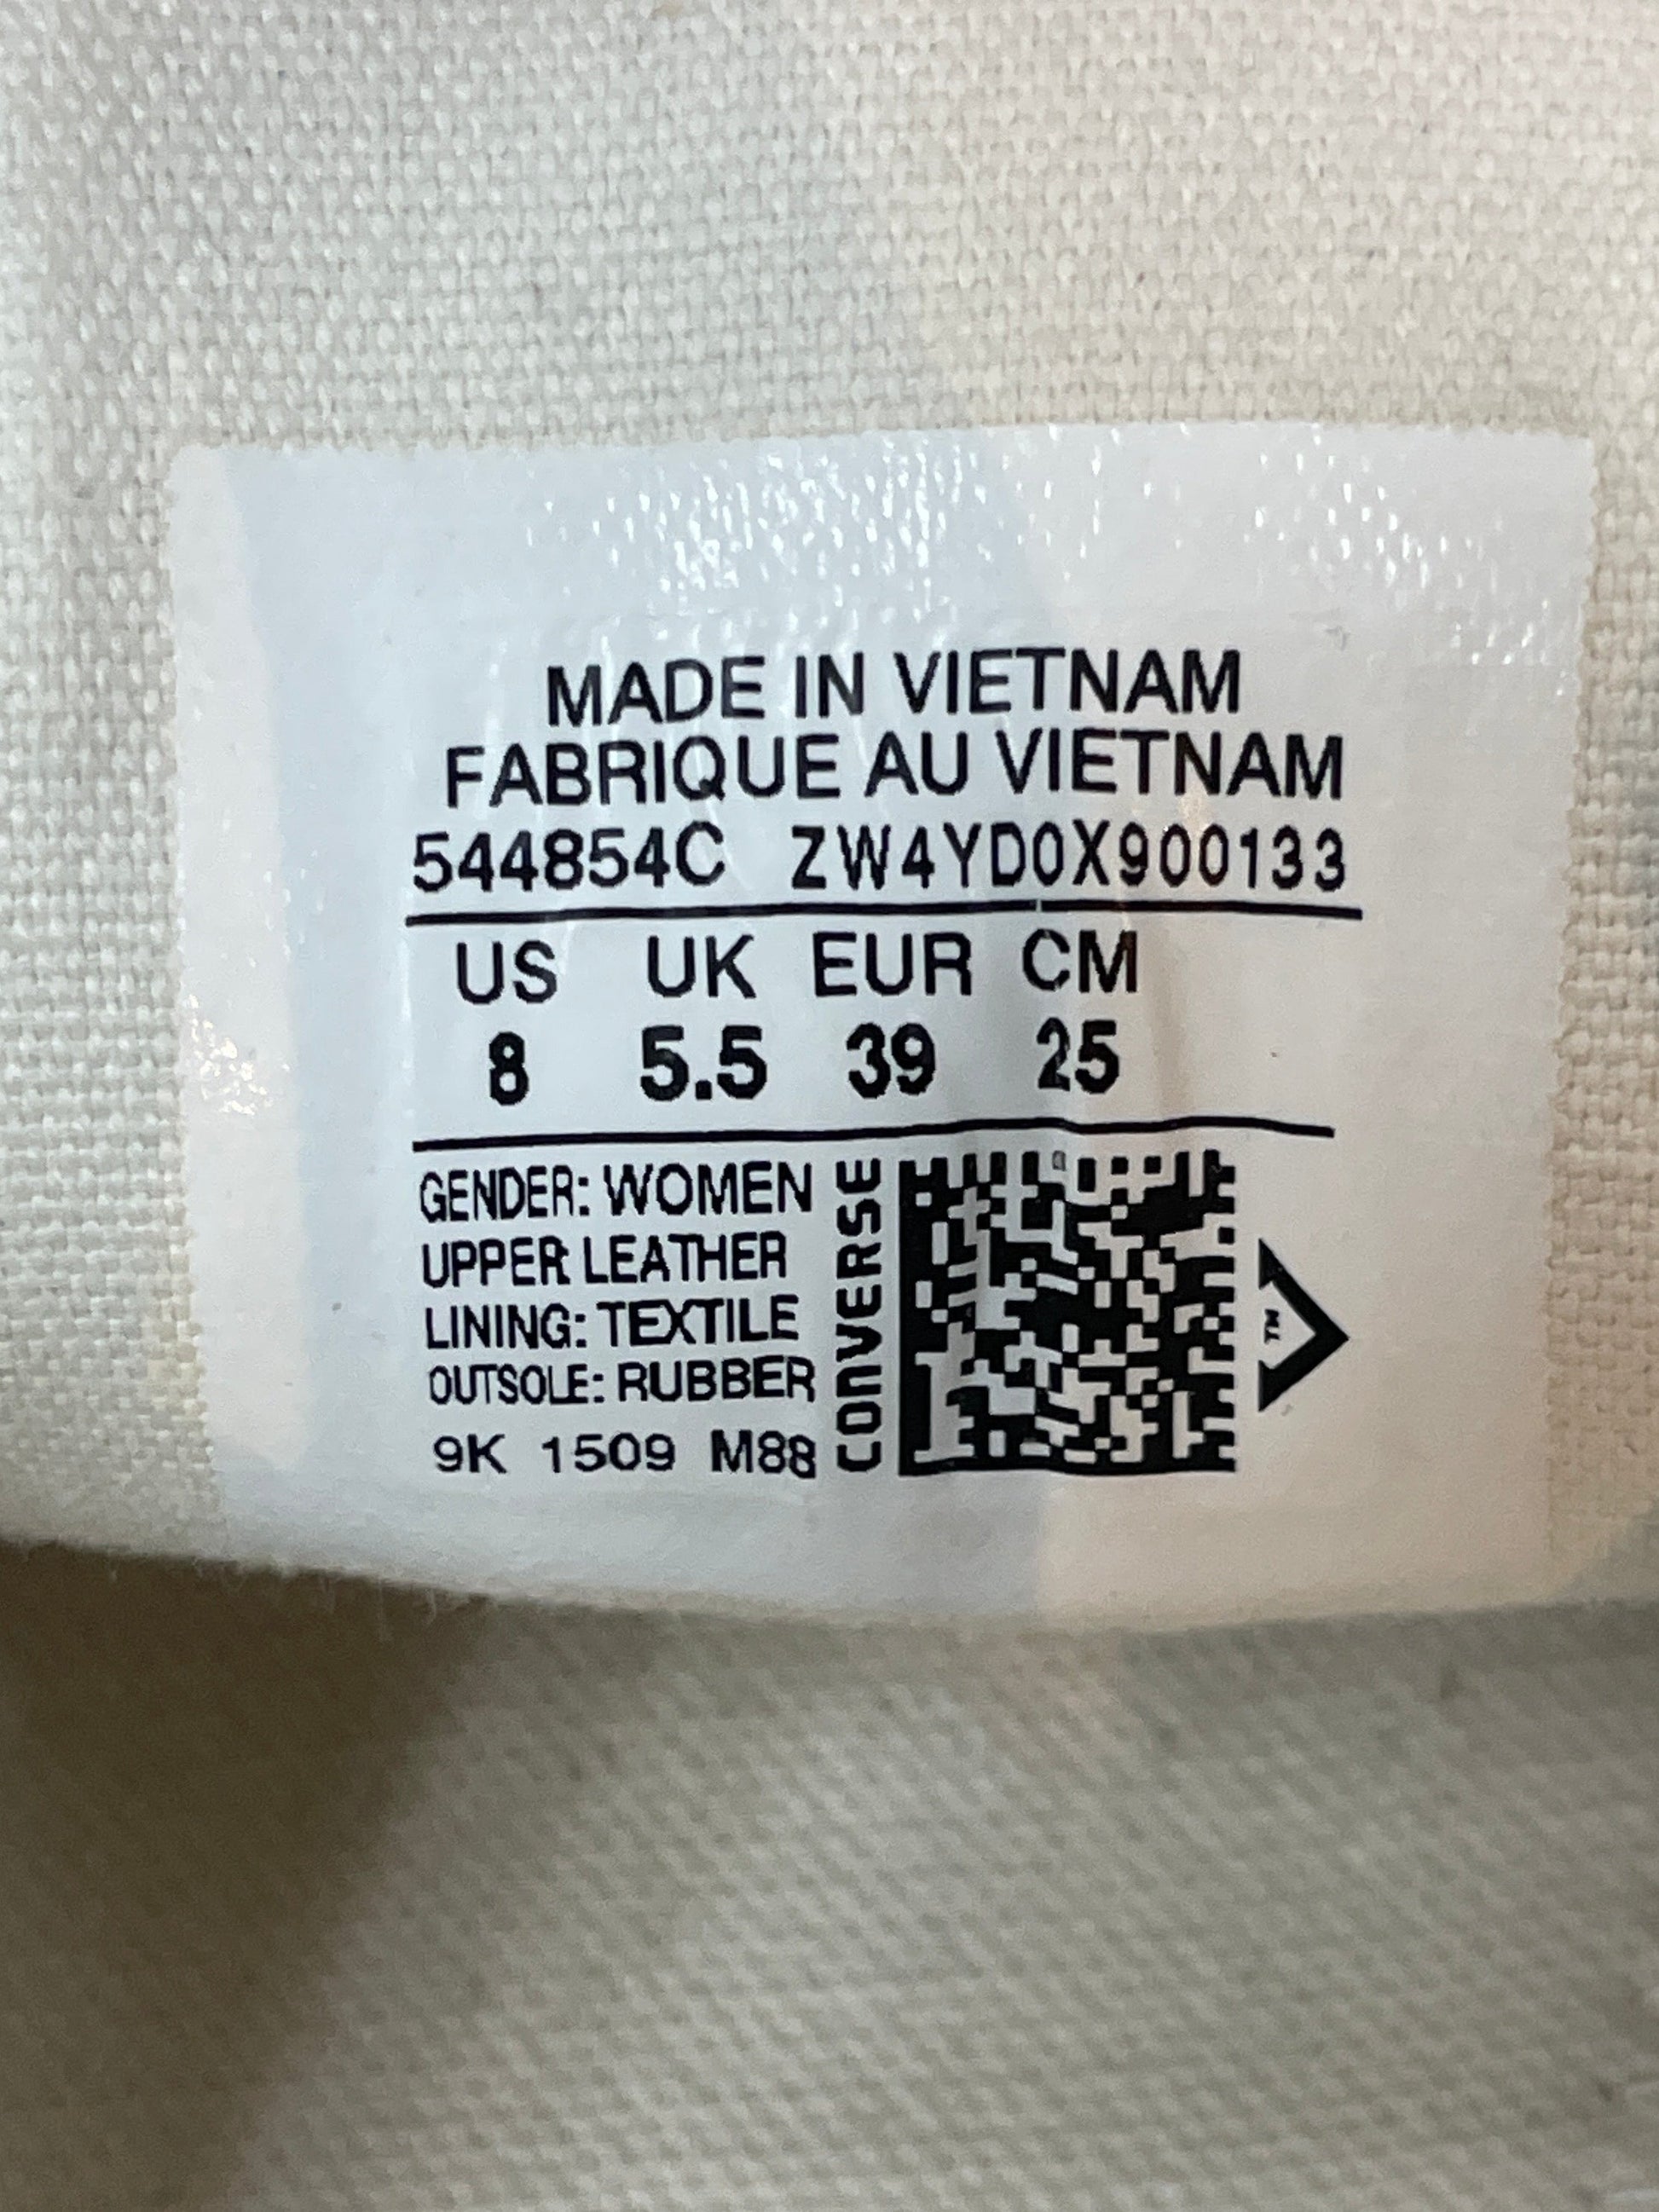 MADE IN VIETNAM
FABRIQUE AU VIETNAM
544854C ZW4YD0X900133
US UK EUR CM
8 5.5 39 25
GENDER: WOMEN
UPPER: LEATHER
LINING: TEXTILE
OUTSOLE: RUBBER
9K 1509 M88
CONVERSE
TM